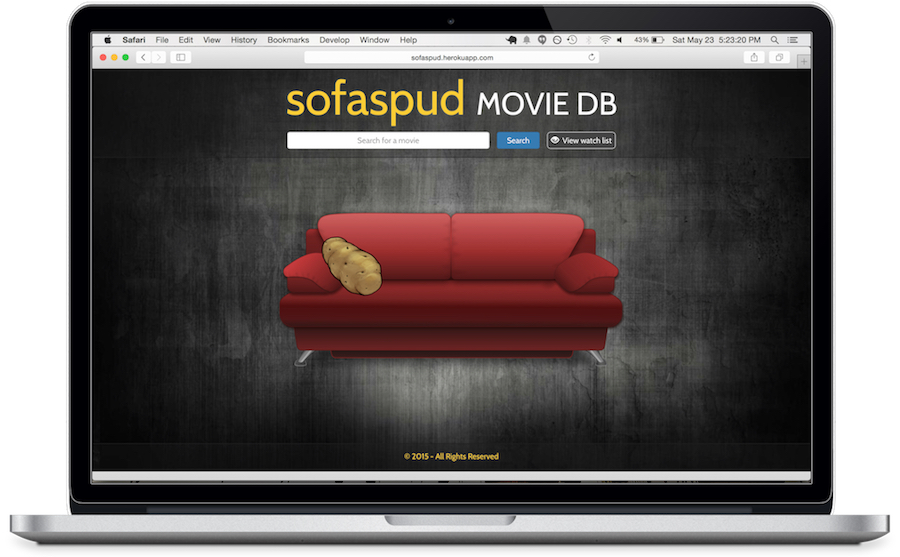 Safari File Edit View History Bookmarks Develop Window Help 43% Sat May 23 5:23:20 PM
sofaspud.herokuapp.com
sofaspud MOVIE DB
Search for a movie Search View watch list
© 2015 - All Rights Reserved